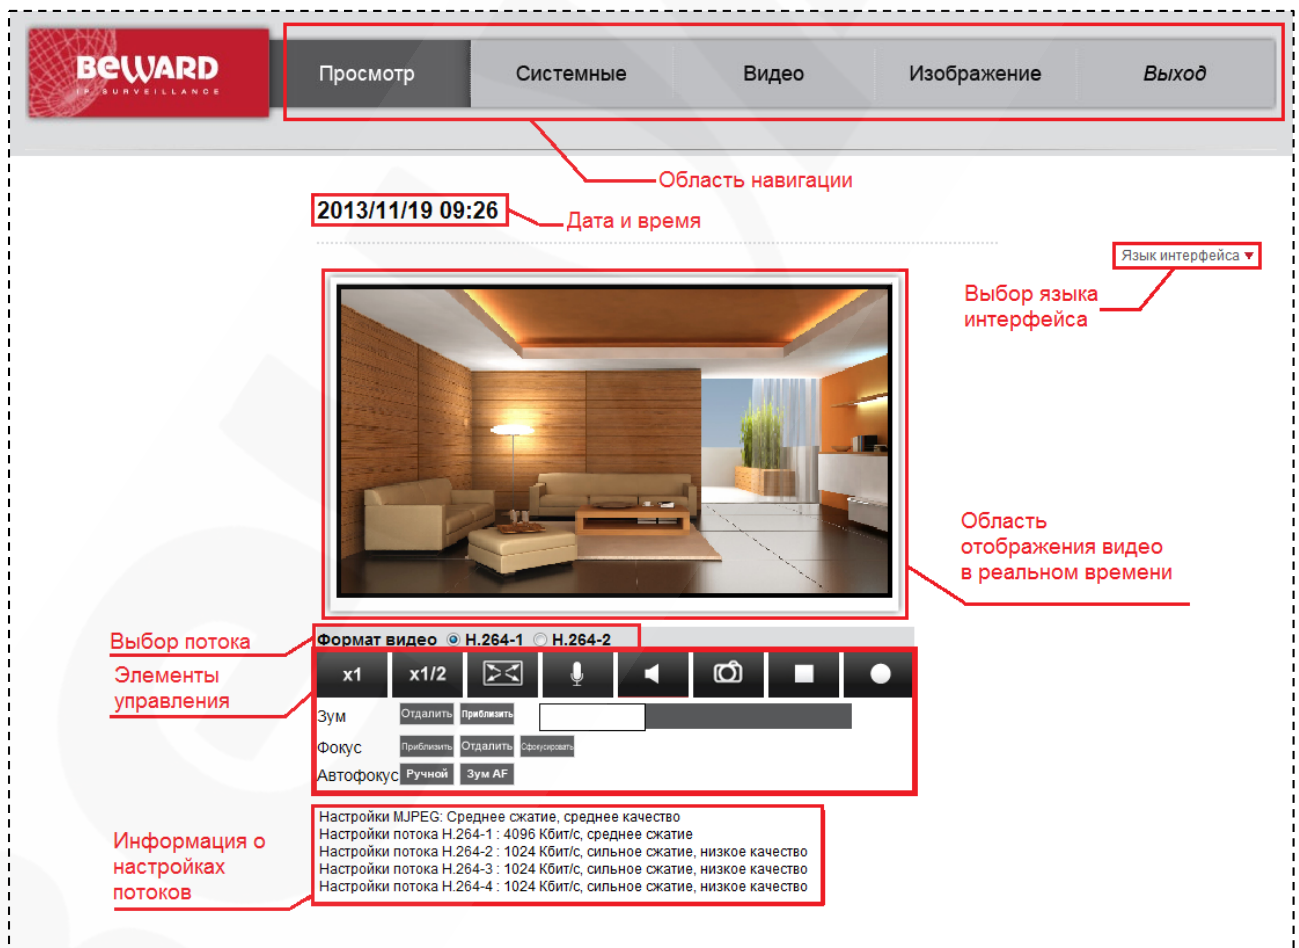 BEWARD
IP SURVEILLANCE
Просмотр
Системные
Видео
Изображение
Выход
Область навигации
2013/11/19 09:26
Дата и время
Язык интерфейса
Выбор языка
интерфейса
Область
отображения видео
в реальном времени
Выбор потока
Формат видео H.264-1 H.264-2
Элементы
управления
x1
x1/2
Зум
Отдалить
Приблизить
Фокус
Приблизить
Отдалить
Сфокусировать
Автофокус
Ручной
Зум AF
Информация о
настройках
потоков
Настройки MJPEG: Среднее сжатие, среднее качество
Настройки потока H.264-1 : 4096 Кбит/с, среднее сжатие
Настройки потока H.264-2 : 1024 Кбит/с, сильное сжатие, низкое качество
Настройки потока H.264-3 : 1024 Кбит/с, сильное сжатие, низкое качество
Настройки потока H.264-4 : 1024 Кбит/с, сильное сжатие, низкое качество